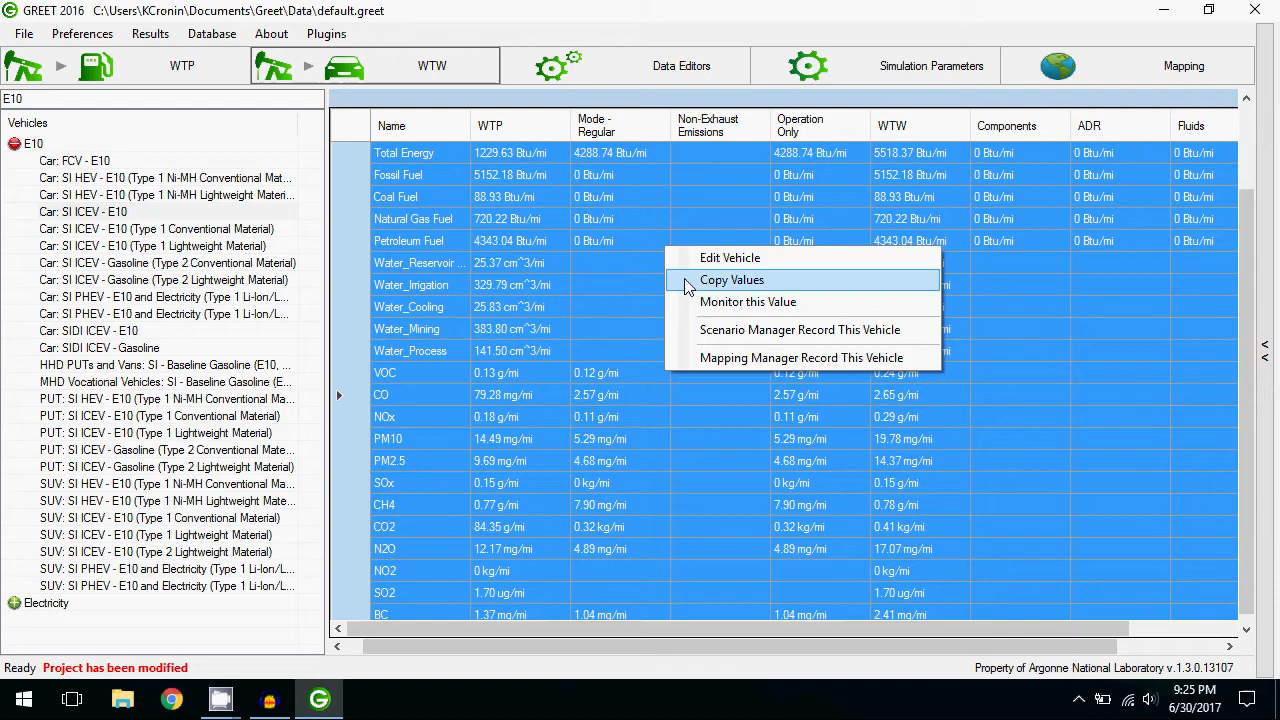 GREET 2016 C:\Users\KCronin\Documents\Greet\Data\default.greet
File Preferences Results Database About Plugins
WTP WTW Data Editors Simulation Parameters Mapping
E10
Vehicles
E10
Car: FCV - E10
Car: SI HEV - E10 (Type 1 Ni-MH Conventional Mat...
Car: SI HEV - E10 (Type 1 Ni-MH Lightweight Materi...
Car: SI ICEV - E10
Car: SI ICEV - E10 (Type 1 Conventional Material)
Car: SI ICEV - E10 (Type 1 Lightweight Material)
Car: SI ICEV - Gasoline (Type 2 Conventional Material)
Car: SI ICEV - Gasoline (Type 2 Lightweight Material)
Car: SI PHEV - E10 and Electricity (Type 1 Li-Ion/L...
Car: SI PHEV - E10 and Electricity (Type 1 Li-Ion/L...
Car: SIDI ICEV - E10
Car: SIDI ICEV - Gasoline
HHD PUTs and Vans: SI - Baseline Gasoline (E10)...
MHD Vocational Vehicles: SI - Baseline Gasoline (E...
PUT: SI HEV - E10 (Type 1 Ni-MH Conventional Ma...
PUT: SI ICEV - E10 (Type 1 Conventional Material)
PUT: SI ICEV - E10 (Type 1 Lightweight Material)
PUT: SI ICEV - Gasoline (Type 2 Conventional Mate...
PUT: SI ICEV - Gasoline (Type 2 Lightweight Material)
SUV: SI HEV - E10 (Type 1 Ni-MH Conventional Ma...
SUV: SI HEV - E10 (Type 1 Ni-MH Lightweight Mate...
SUV: SI ICEV - E10 (Type 1 Conventional Material)
SUV: SI ICEV - E10 (Type 1 Lightweight Material)
SUV: SI ICEV - E10 (Type 2 Lightweight Material)
SUV: SI PHEV - E10 and Electricity (Type 1 Li-Ion/L...
SUV: SI PHEV - E10 and Electricity (Type 1 Li-Ion/L...
Electricity
Name WTP Mode - Regular Non-Exhaust Emissions Operation Only WTW Components ADR Fluids
Total Energy 1229.63 Btu/mi 4288.74 Btu/mi 4288.74 Btu/mi 5518.37 Btu/mi 0 Btu/mi 0 Btu/mi 0 Btu/mi
Fossil Fuel 5152.18 Btu/mi 0 Btu/mi 0 Btu/mi 5152.18 Btu/mi 0 Btu/mi 0 Btu/mi 0 Btu/mi
Coal Fuel 88.93 Btu/mi 0 Btu/mi 0 Btu/mi 88.93 Btu/mi 0 Btu/mi 0 Btu/mi 0 Btu/mi
Natural Gas Fuel 720.22 Btu/mi 0 Btu/mi 0 Btu/mi 720.22 Btu/mi 0 Btu/mi 0 Btu/mi 0 Btu/mi
Petroleum Fuel 4343.04 Btu/mi 0 Btu/mi 0 Btu/mi 4343.04 Btu/mi 0 Btu/mi 0 Btu/mi 0 Btu/mi
Water_Reservoir ... 25.37 cm^3/mi
Water_Irrigation 329.79 cm^3/mi
Water_Cooling 25.83 cm^3/mi
Water_Mining 383.80 cm^3/mi
Water_Process 141.50 cm^3/mi
VOC 0.13 g/mi 0.12 g/mi 0.12 g/mi 0.24 g/mi
CO 79.28 mg/mi 2.57 g/mi 2.57 g/mi 2.65 g/mi
NOx 0.18 g/mi 0.11 g/mi 0.11 g/mi 0.29 g/mi
PM10 14.49 mg/mi 5.29 mg/mi 5.29 mg/mi 19.78 mg/mi
PM2.5 9.69 mg/mi 4.68 mg/mi 4.68 mg/mi 14.37 mg/mi
SOx 0.15 g/mi 0 kg/mi 0 kg/mi 0.15 g/mi
CH4 0.77 g/mi 7.90 mg/mi 7.90 mg/mi 0.78 g/mi
CO2 84.35 g/mi 0.32 kg/mi 0.32 kg/mi 0.41 kg/mi
N2O 12.17 mg/mi 4.89 mg/mi 4.89 mg/mi 17.07 mg/mi
NO2 0 kg/mi 0 kg/mi
SO2 1.70 ug/mi 1.70 ug/mi
BC 1.37 mg/mi 1.04 mg/mi 1.04 mg/mi 2.41 mg/mi
Edit Vehicle
Copy Values
Monitor this Value
Scenario Manager Record This Vehicle
Mapping Manager Record This Vehicle
Ready Project has been modified Property of Argonne National Laboratory v.1.3.0.13107
9:25 PM
6/30/2017